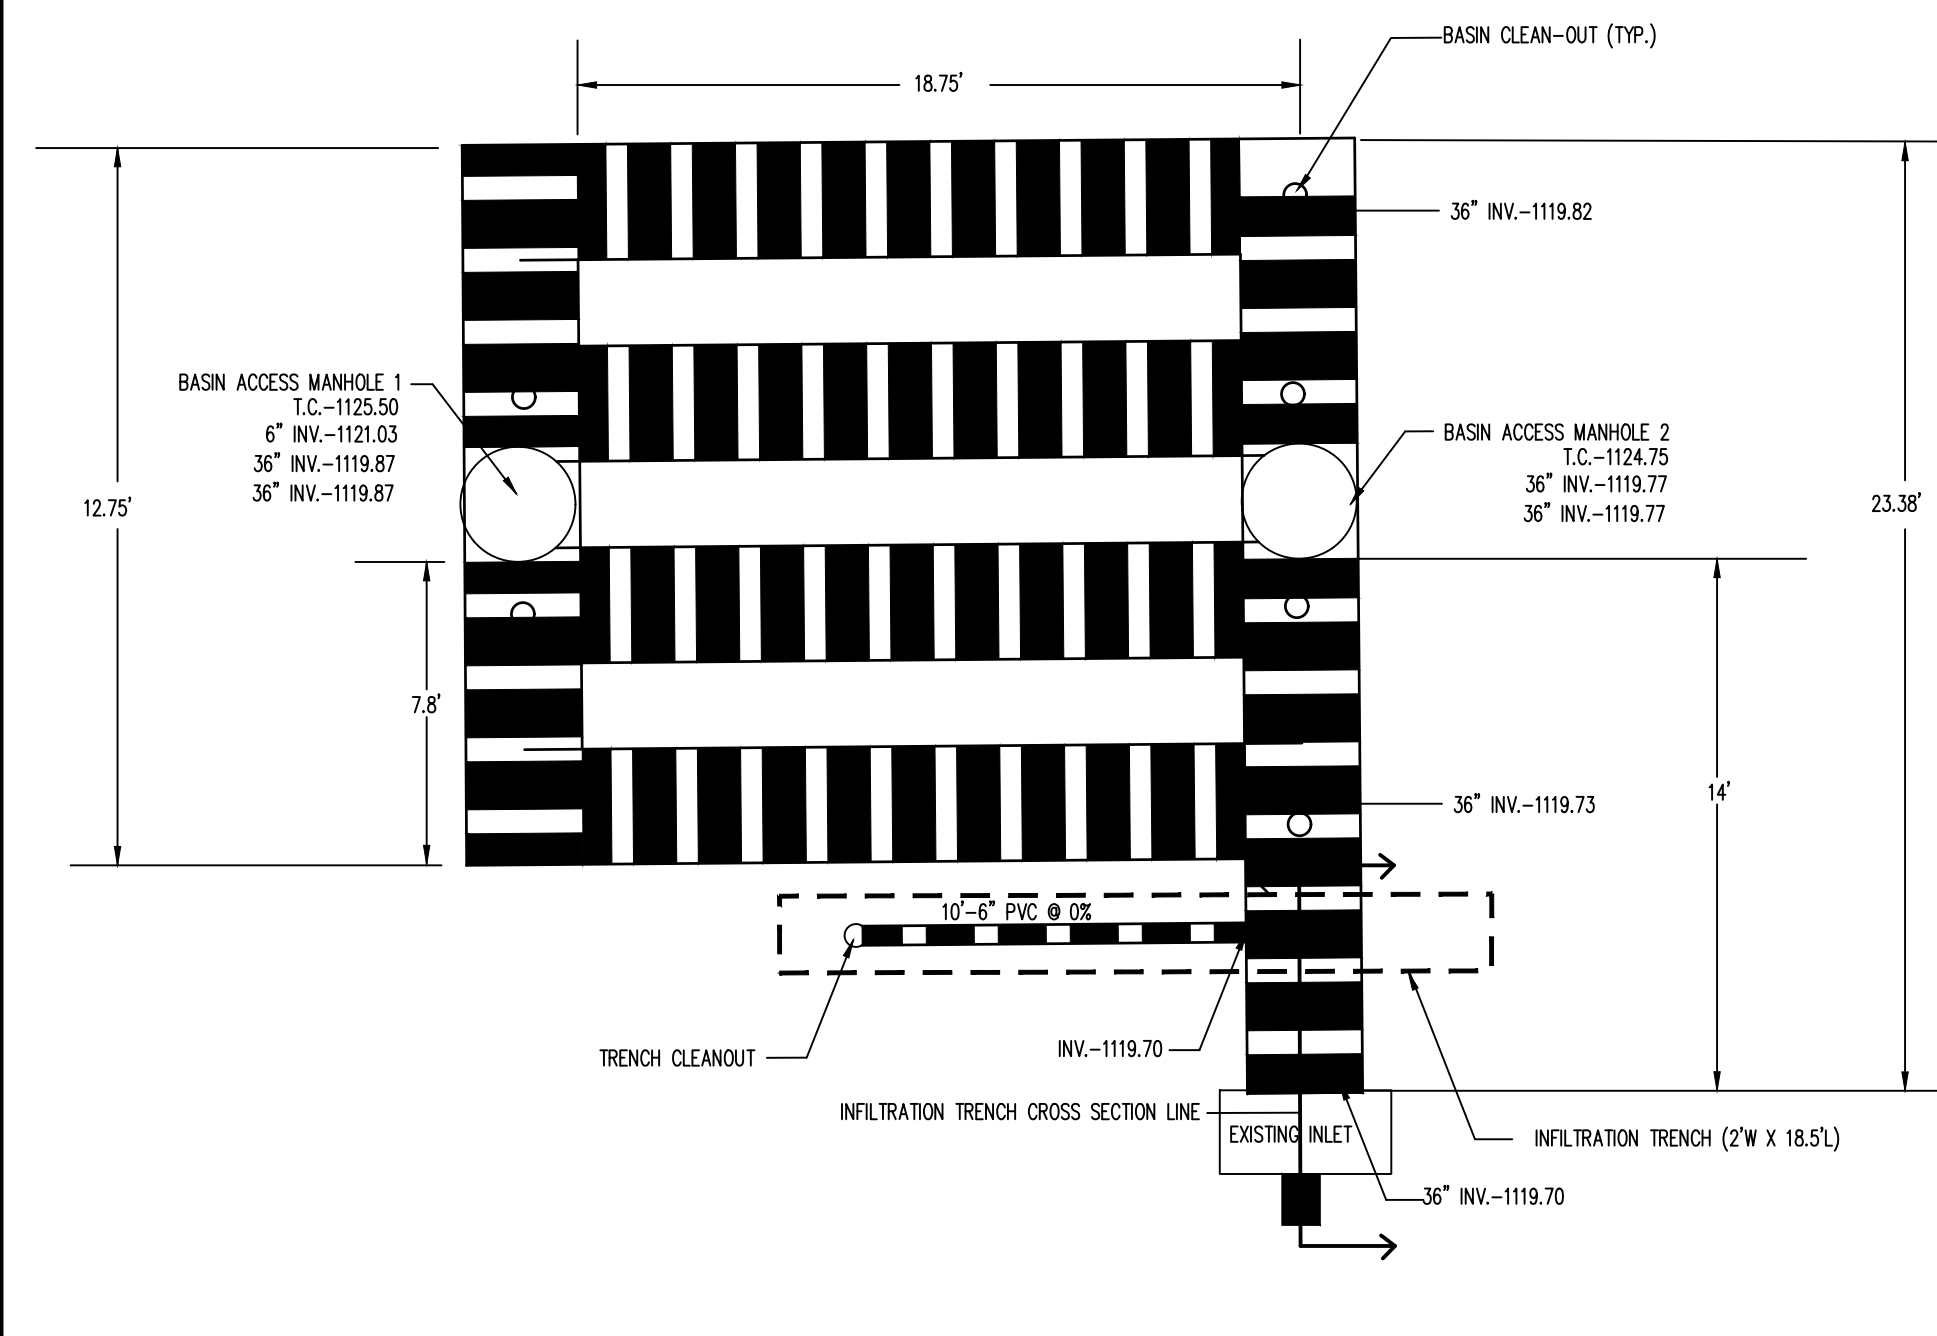 BASIN CLEAN-OUT (TYP.)
18.75'
36" INV.-1119.82
BASIN ACCESS MANHOLE 1
T.C.-1125.50
6" INV.-1121.03
36" INV.-1119.87
36" INV.-1119.87
BASIN ACCESS MANHOLE 2
T.C.-1124.75
36" INV.-1119.77
36" INV.-1119.77
12.75'
23.38'
7.8'
14'
36" INV.-1119.73
10'-6" PVC @ 0%
TRENCH CLEANOUT
INV.-1119.70
INFILTRATION TRENCH CROSS SECTION LINE
EXISTING INLET
INFILTRATION TRENCH (2'W X 18.5'L)
36" INV.-1119.70